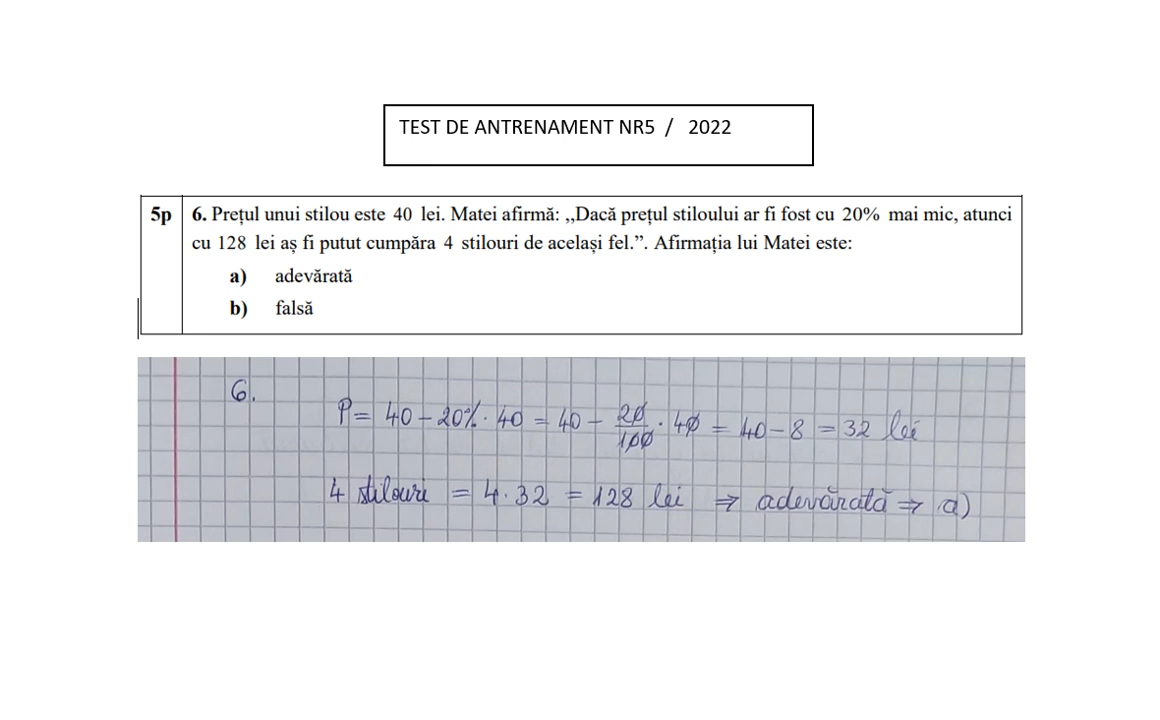 TEST DE ANTRENAMENT NR5 / 2022
5p 6. Prețul unui stilou este 40 lei. Matei afirmă: ,,Dacă prețul stiloului ar fi fost cu 20% mai mic, atunci
cu 128 lei aș fi putut cumpăra 4 stilouri de același fel.”. Afirmația lui Matei este:
a) adevărată
b) falsă
6.
P = 40 - 20% · 40 = 40 - 20/100 · 40 = 40 - 8 = 32 lei
4 stilouri = 4 · 32 = 128 lei ⇒ adevărată ⇒ a)